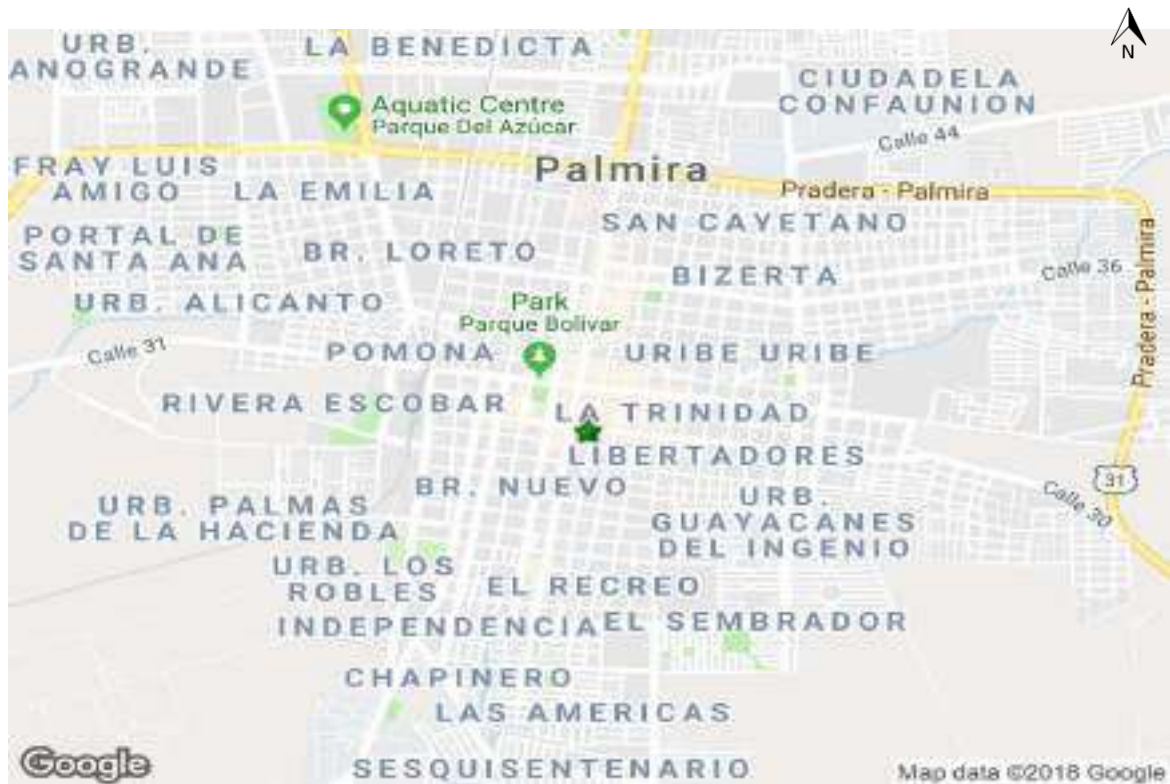 N
URB.
ANOGRANDE
LA BENEDICTA
CIUDADELA
CONFAUNION
Aquatic Centre
Parque Del Azúcar
Calle 44
FRAY LUIS
AMIGO
LA EMILIA
Palmira
Pradera - Palmira
SAN CAYETANO
PORTAL DE
SANTA ANA
BR. LORETO
BIZERTA
Calle 36
Pradera - Palmira
URB. ALICANTO
Park
Parque Bolivar
Calle 31
POMONA
URIBE URIBE
RIVERA ESCOBAR
LA TRINIDAD
LIBERTADORES
31
BR. NUEVO
Calle 30
URB. PALMAS
DE LA HACIENDA
URB.
GUAYACANES
DEL INGENIO
URB. LOS
ROBLES
EL RECREO
INDEPENDENCIA
EL SEMBRADOR
CHAPINERO
LAS AMERICAS
SESQUISENTENARIO
Google
Map data ©2018 Google